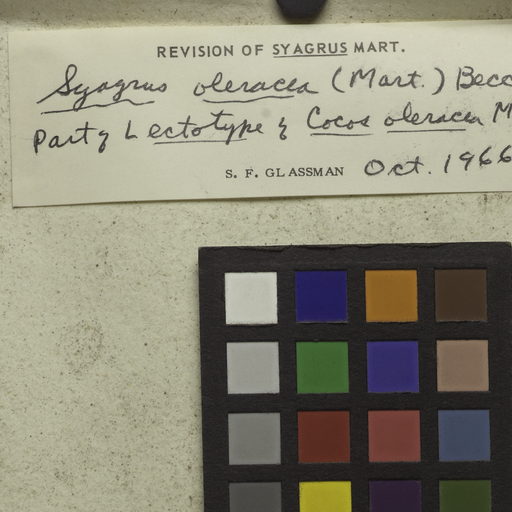 REVISION OF SYAGRUS MART.
Syagrus oleracea (Mart.) Becc
Part of Lectotype of Cocos oleracea M
S. F. GLASSMAN Oct. 1966